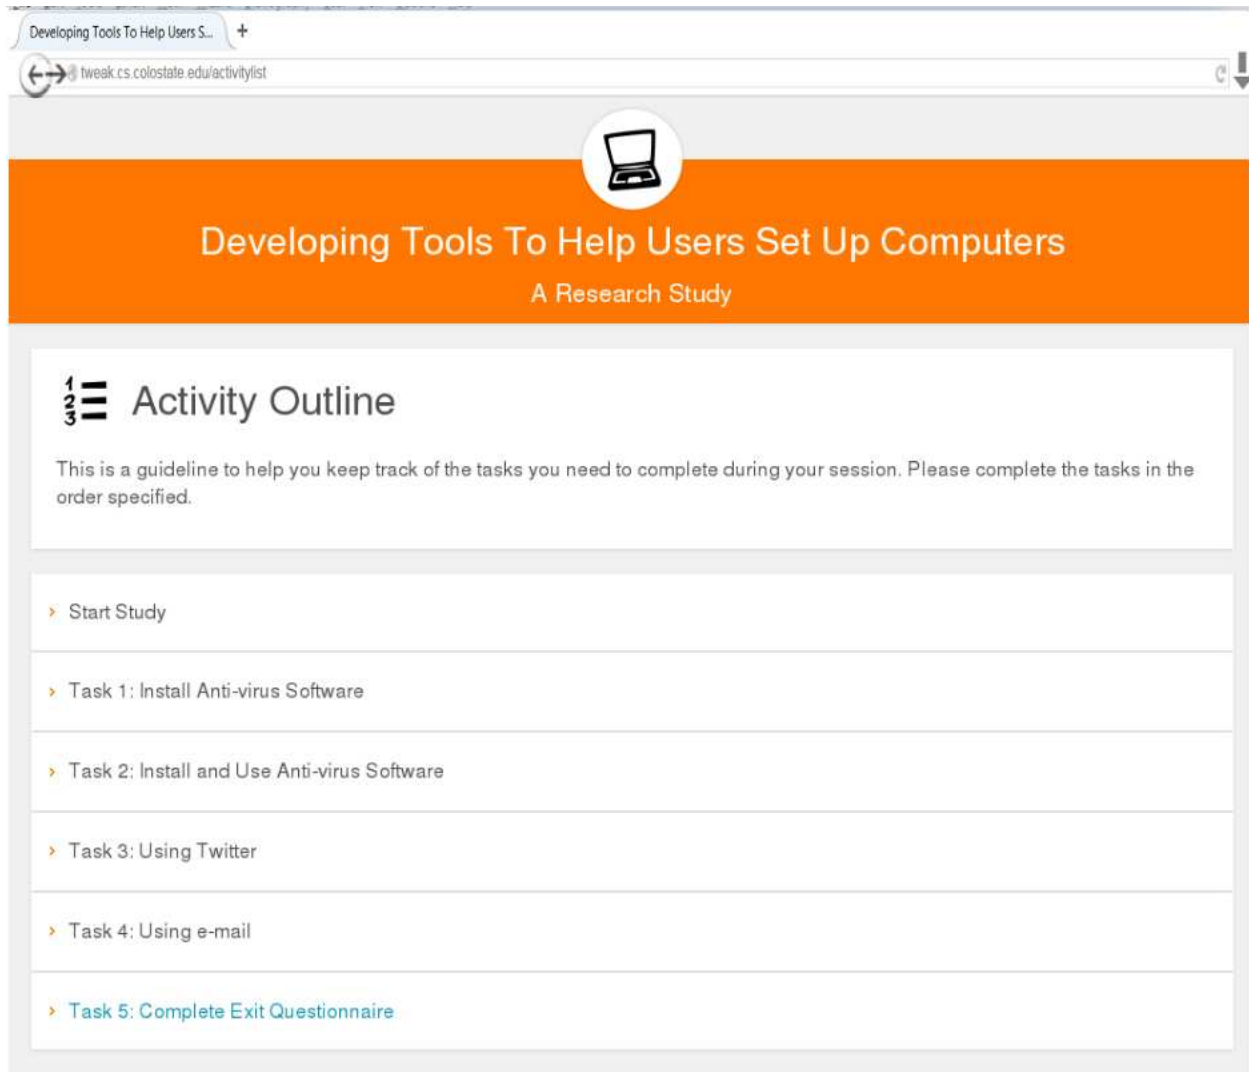 Developing Tools To Help Users S...
tweak.cs.colostate.edu/activitylist
Developing Tools To Help Users Set Up Computers
A Research Study
1
2
3
Activity Outline
This is a guideline to help you keep track of the tasks you need to complete during your session. Please complete the tasks in the
order specified.
Start Study
Task 1: Install Anti-virus Software
Task 2: Install and Use Anti-virus Software
Task 3: Using Twitter
Task 4: Using e-mail
Task 5: Complete Exit Questionnaire